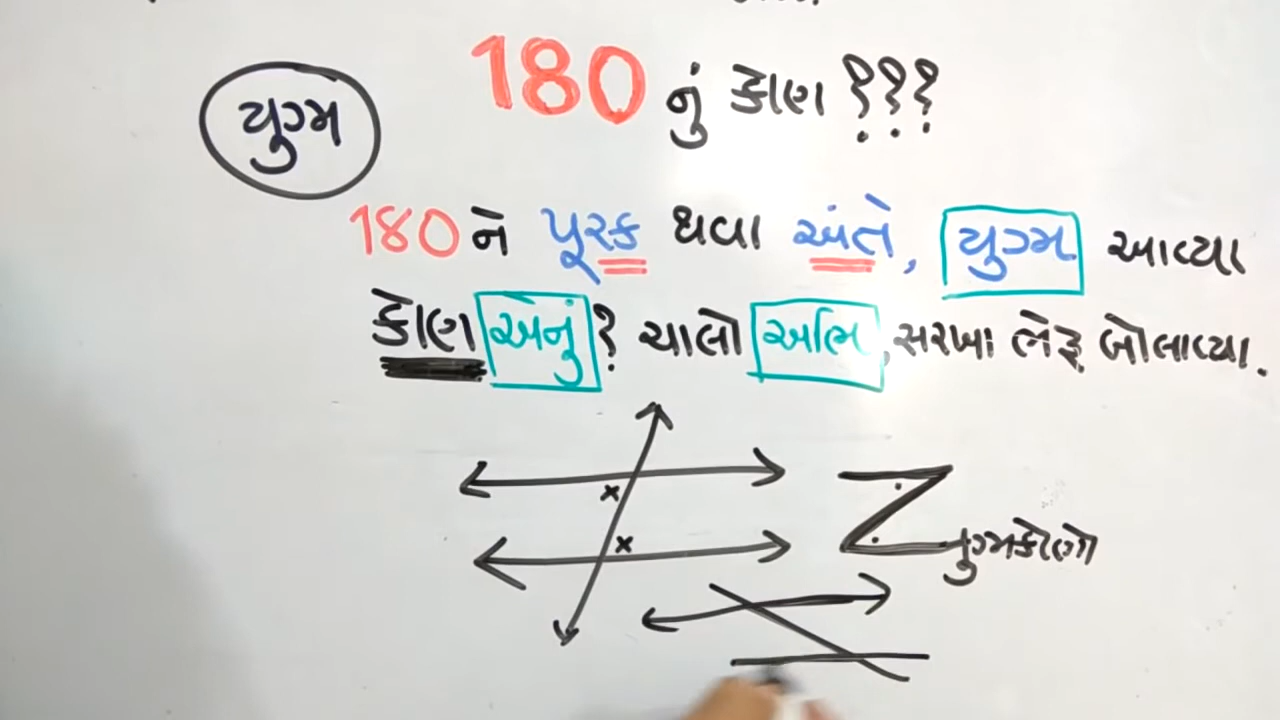 180 નું કોણ ???
યુગ્મ
180 ને પૂરક થવા અંતે, યુગ્મ આવ્યા
કોણ એનું? ચાલો અભિ, સરખા ભેરૂ બોલાવ્યા.
x
x
Z યુગ્મકોણો